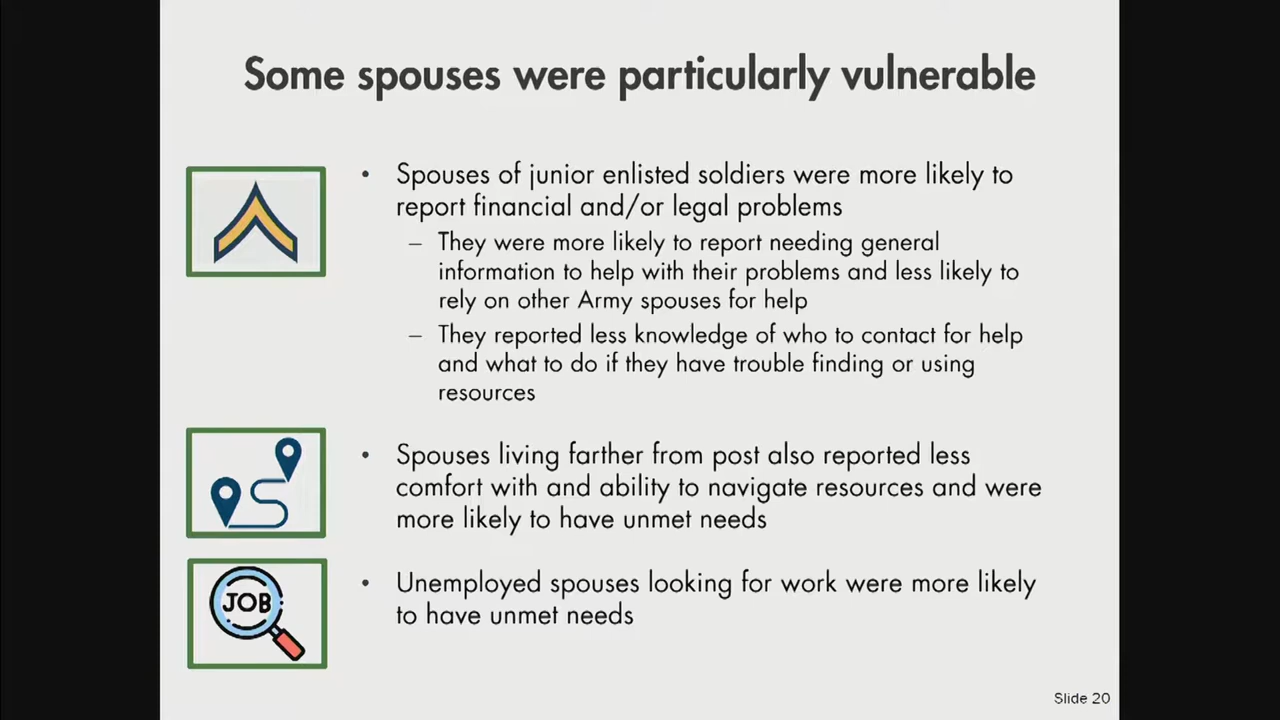 Some spouses were particularly vulnerable
• Spouses of junior enlisted soldiers were more likely to
report financial and/or legal problems
– They were more likely to report needing general
information to help with their problems and less likely to
rely on other Army spouses for help
– They reported less knowledge of who to contact for help
and what to do if they have trouble finding or using
resources
• Spouses living farther from post also reported less
comfort with and ability to navigate resources and were
more likely to have unmet needs
JOB
• Unemployed spouses looking for work were more likely
to have unmet needs
Slide 20